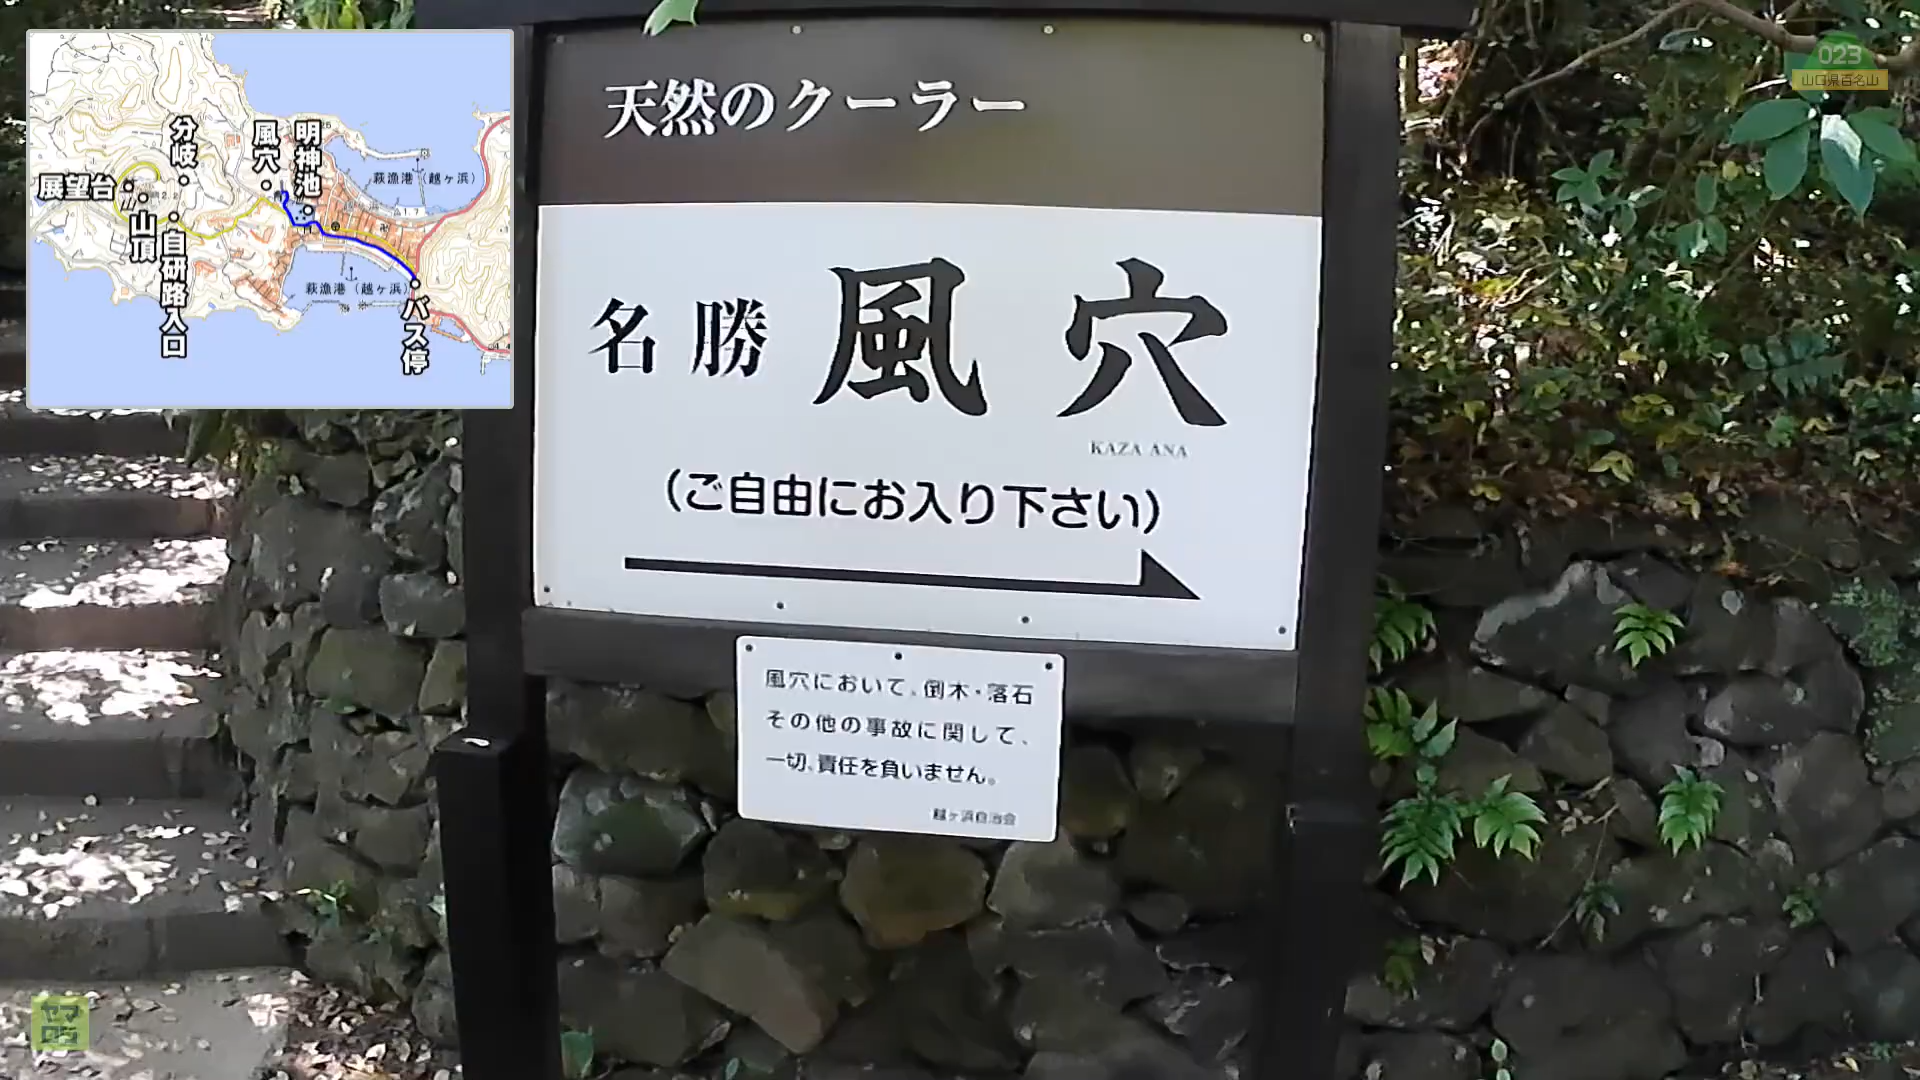 天然のクーラー
名勝 風穴
KAZA ANA
(ご自由にお入り下さい)
風穴において、倒木・落石
その他の事故に関して、
一切、責任を負いません。
越ヶ浜自治会
展望台
分岐
風穴
明神池
山頂
自研路入口
バス停
萩漁港(越ヶ浜)
萩漁港(越ヶ浜)
023
山口県百名山
ヤマ